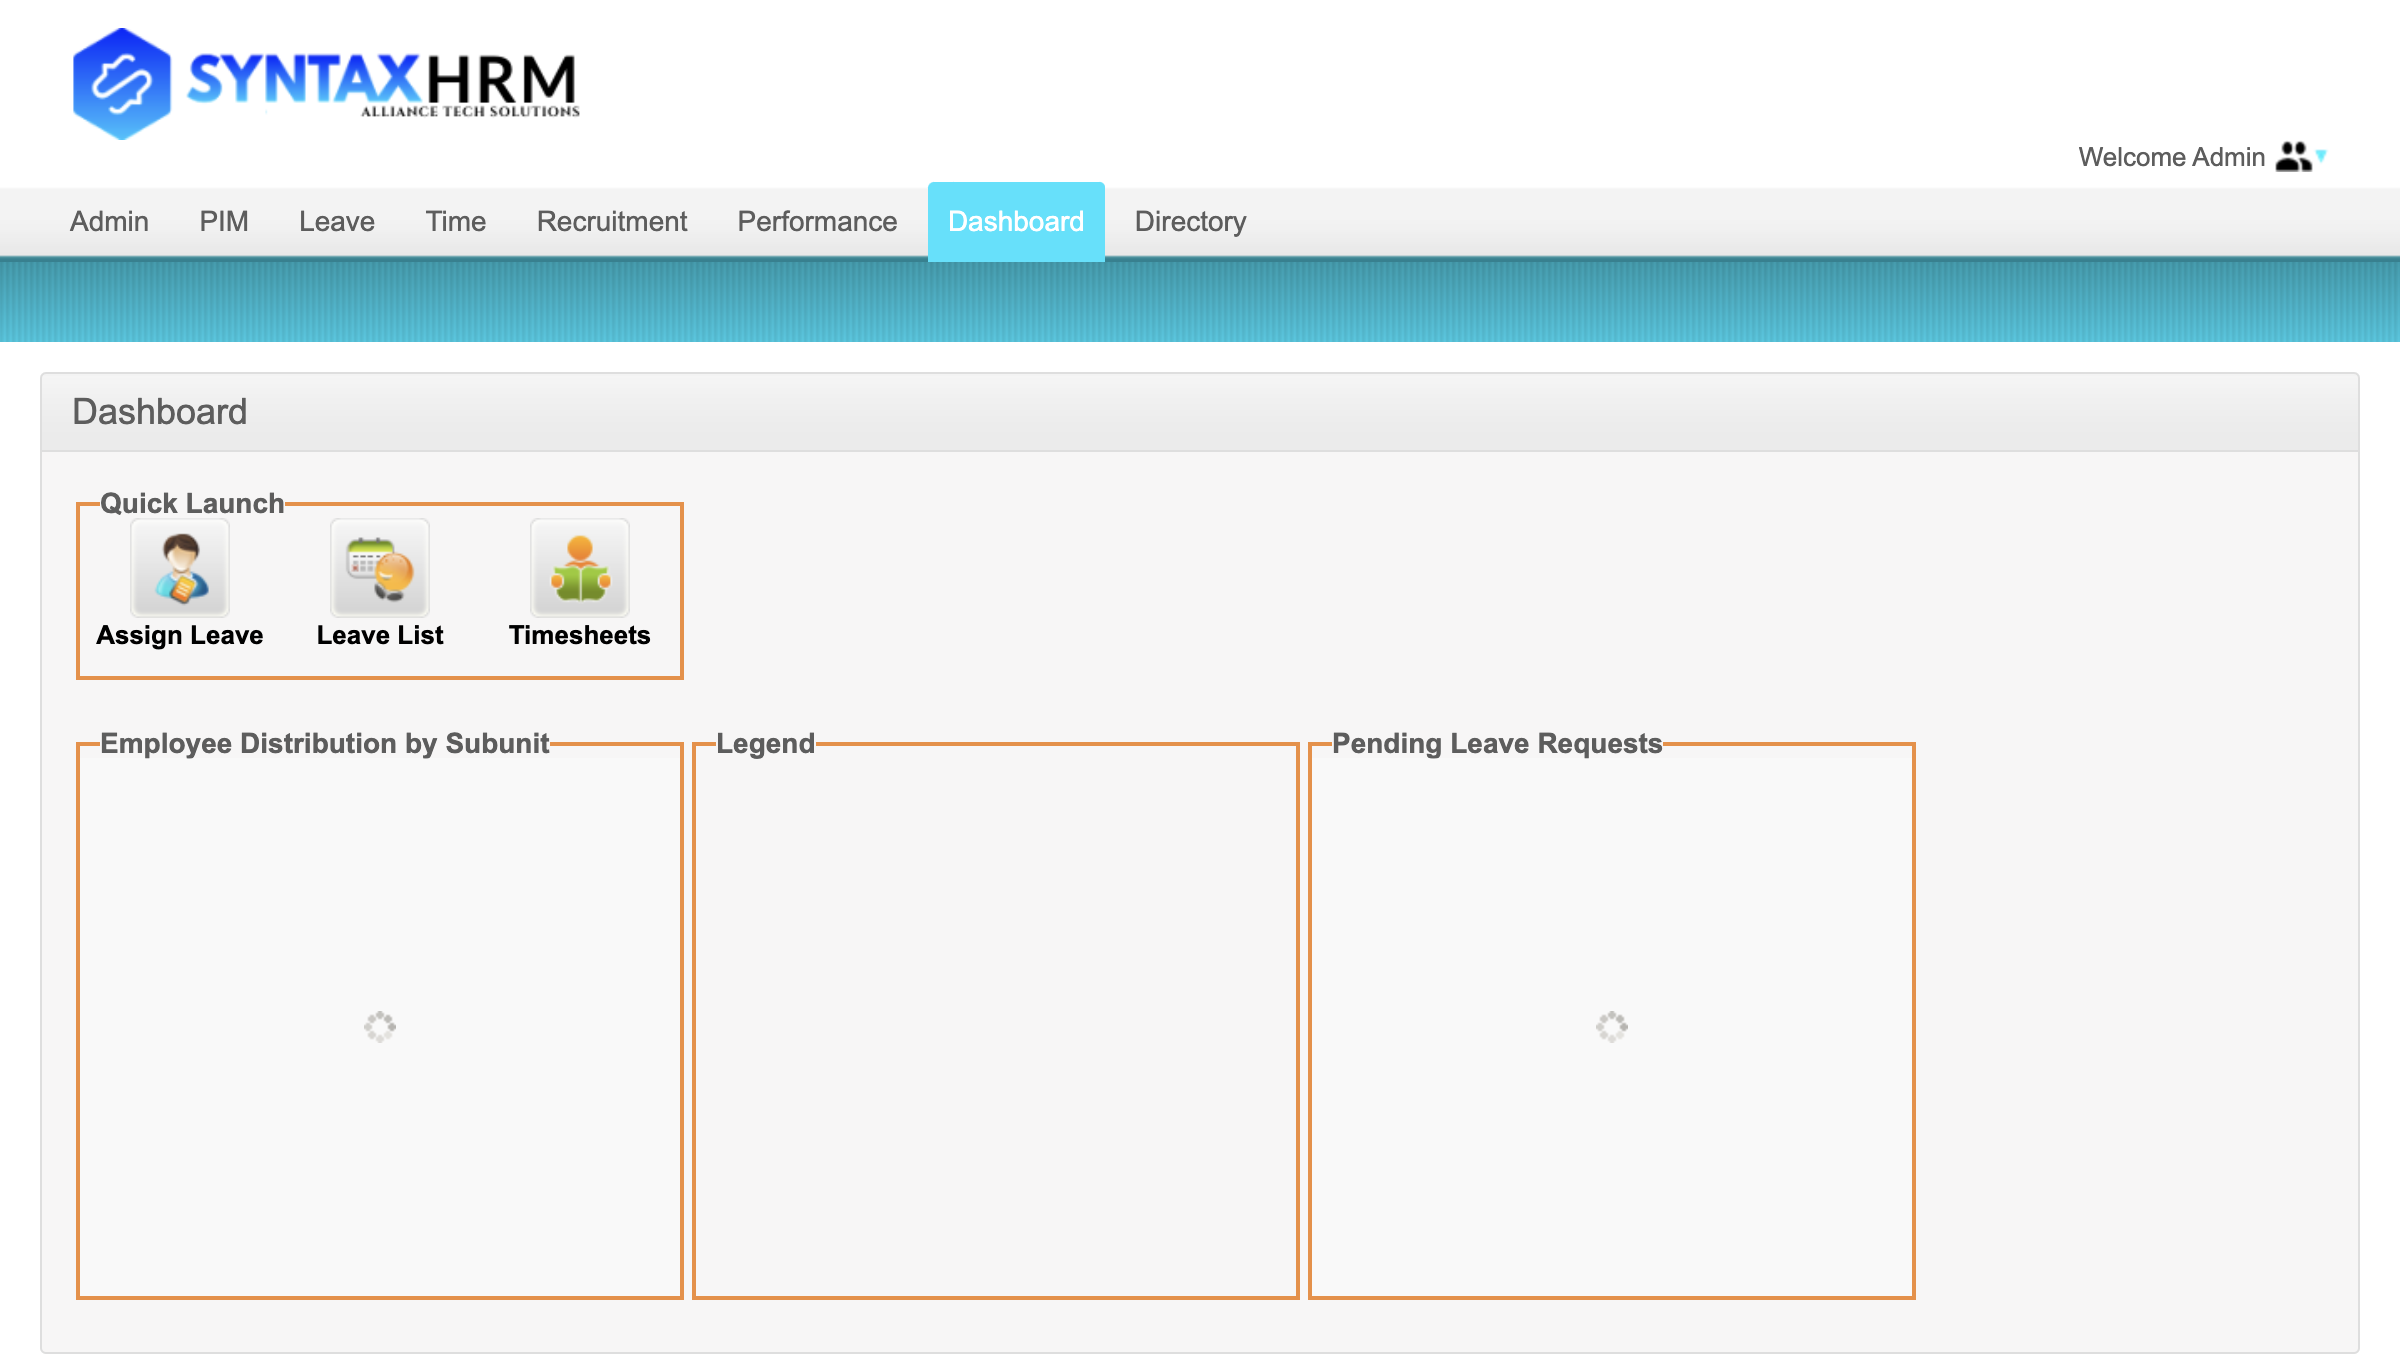 SYNTAXHRM
ALLIANCE TECH SOLUTIONS
Welcome Admin
Admin PIM Leave Time Recruitment Performance Dashboard Directory
Dashboard
Quick Launch
Assign Leave Leave List Timesheets
Employee Distribution by Subunit Legend Pending Leave Requests